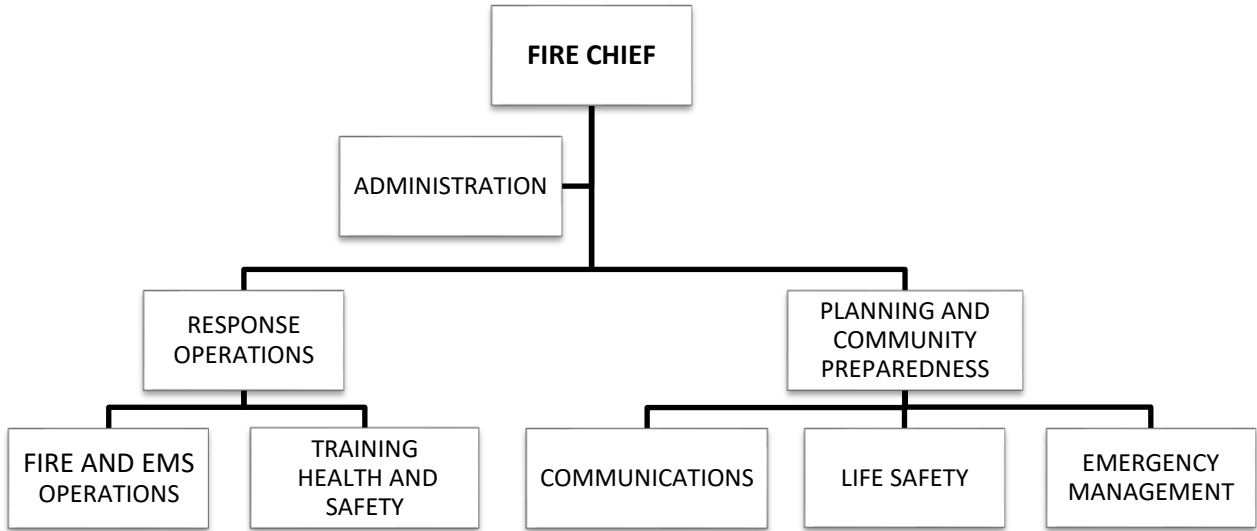 FIRE CHIEF
ADMINISTRATION
RESPONSE
OPERATIONS
PLANNING AND
COMMUNITY
PREPAREDNESS
FIRE AND EMS
OPERATIONS
TRAINING
HEALTH AND
SAFETY
COMMUNICATIONS
LIFE SAFETY
EMERGENCY
MANAGEMENT